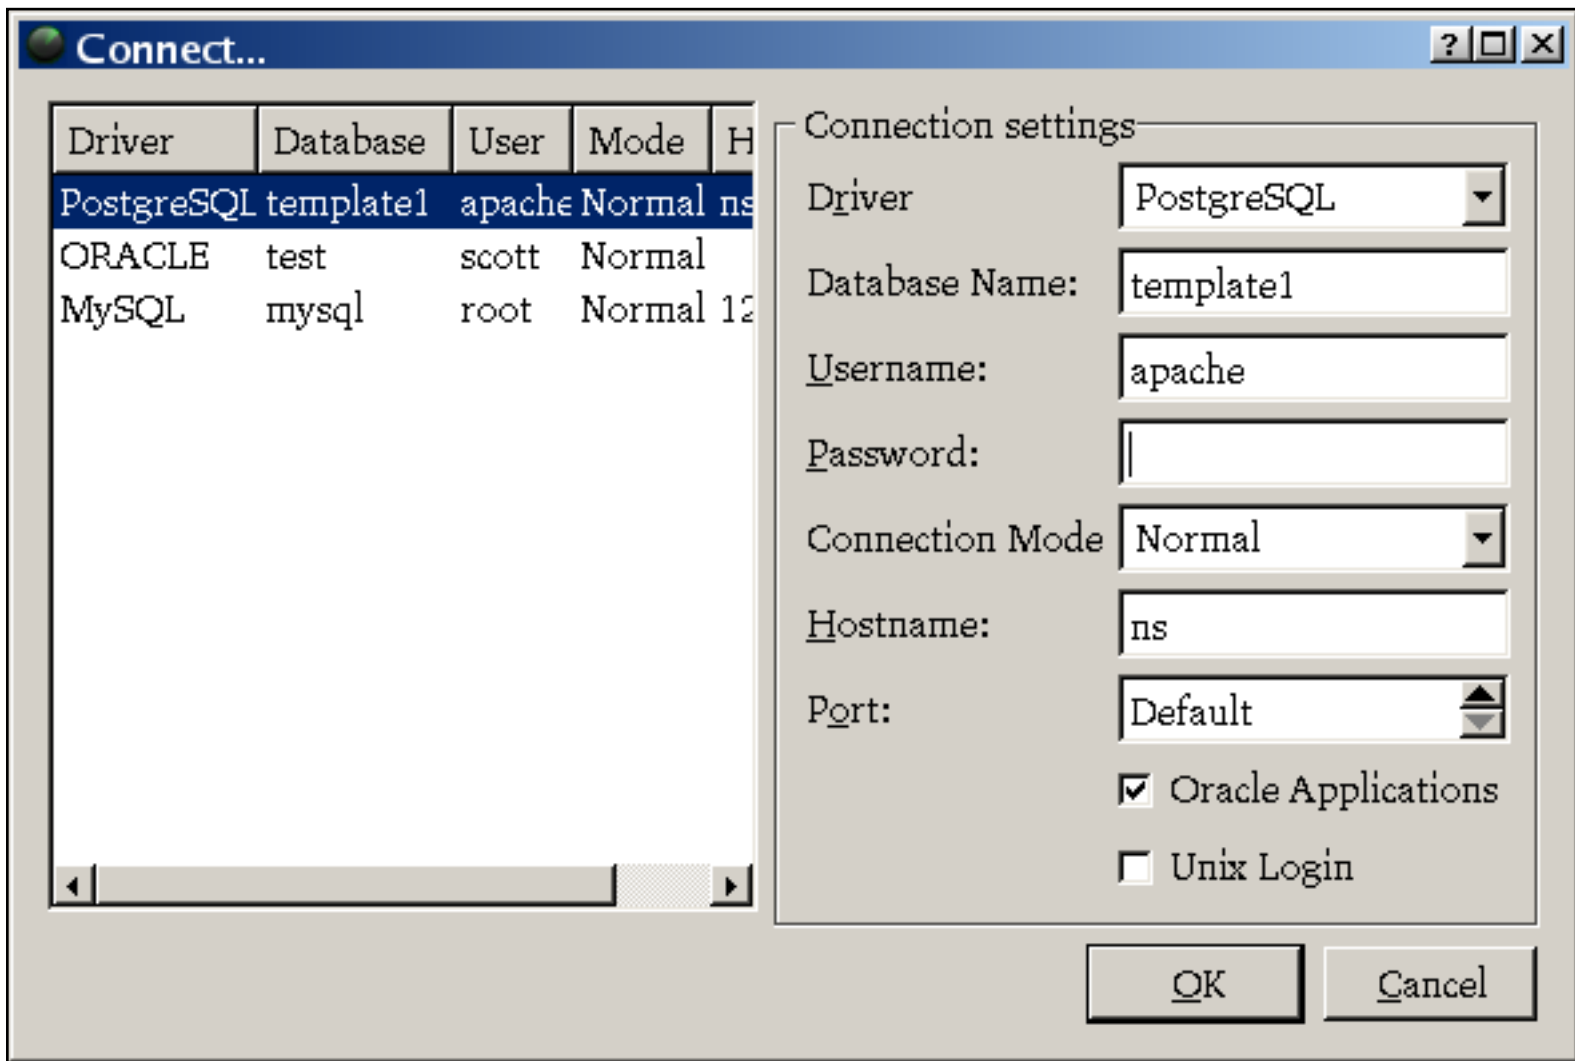 Connect...
Driver Database User Mode H
PostgreSQL template1 apache Normal ns
ORACLE test scott Normal
MySQL mysql root Normal 12
Connection settings
Driver PostgreSQL
Database Name: template1
Username: apache
Password:
Connection Mode Normal
Hostname: ns
Port: Default
Oracle Applications
Unix Login
OK Cancel